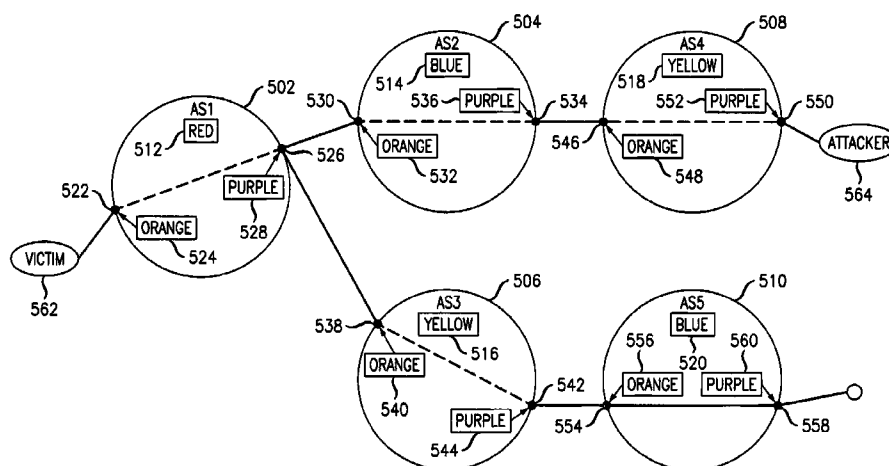 504
508
AS2
BLUE
514
AS4
YELLOW
518
502
AS1
RED
512
530
536
PURPLE
534
552
PURPLE
550
526
ORANGE
532
546
ORANGE
548
ATTACKER
564
522
PURPLE
528
ORANGE
524
VICTIM
562
506
510
AS3
YELLOW
516
AS5
BLUE
520
538
ORANGE
540
556
ORANGE
560
PURPLE
542
PURPLE
544
554
558